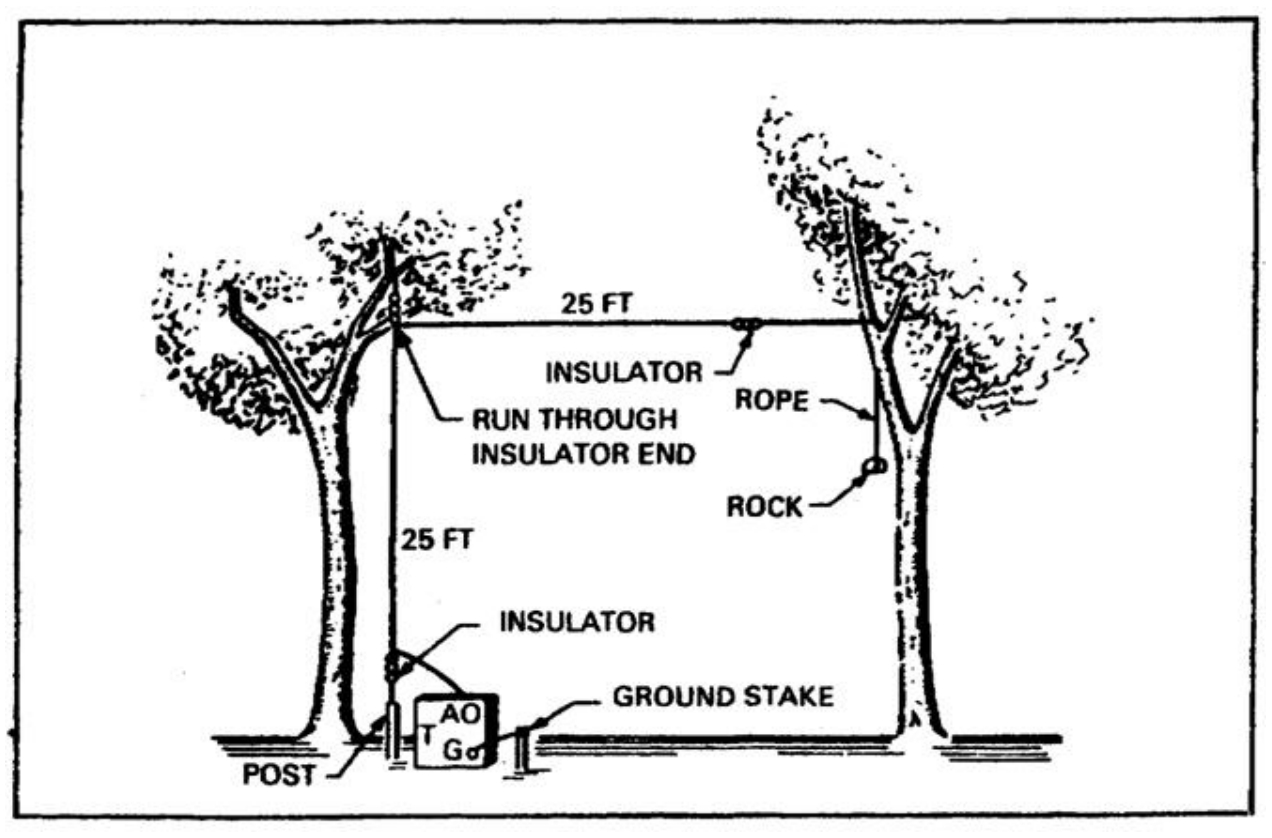 25 FT
INSULATOR
ROPE
RUN THROUGH
INSULATOR END
ROCK
25 FT
INSULATOR
GROUND STAKE
AO
T
G
POST